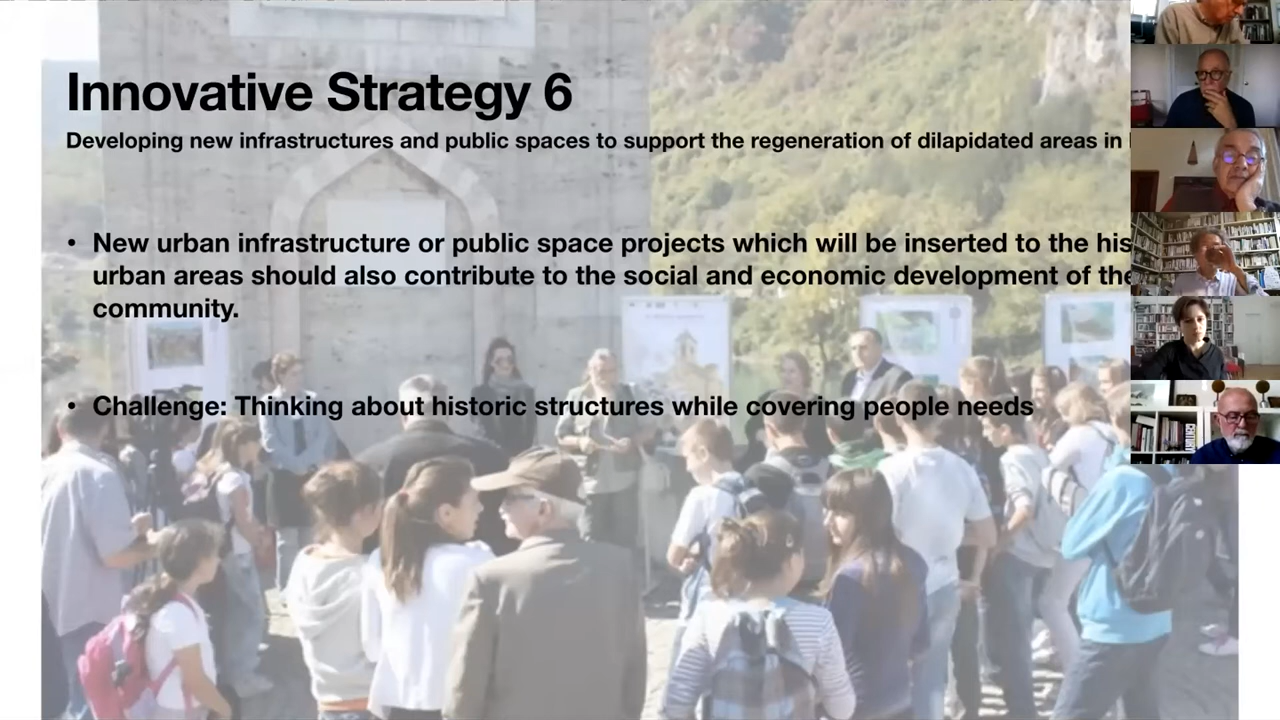 Innovative Strategy 6
Developing new infrastructures and public spaces to support the regeneration of dilapidated areas in
• New urban infrastructure or public space projects which will be inserted to the his
urban areas should also contribute to the social and economic development of the
community.
• Challenge: Thinking about historic structures while covering people needs